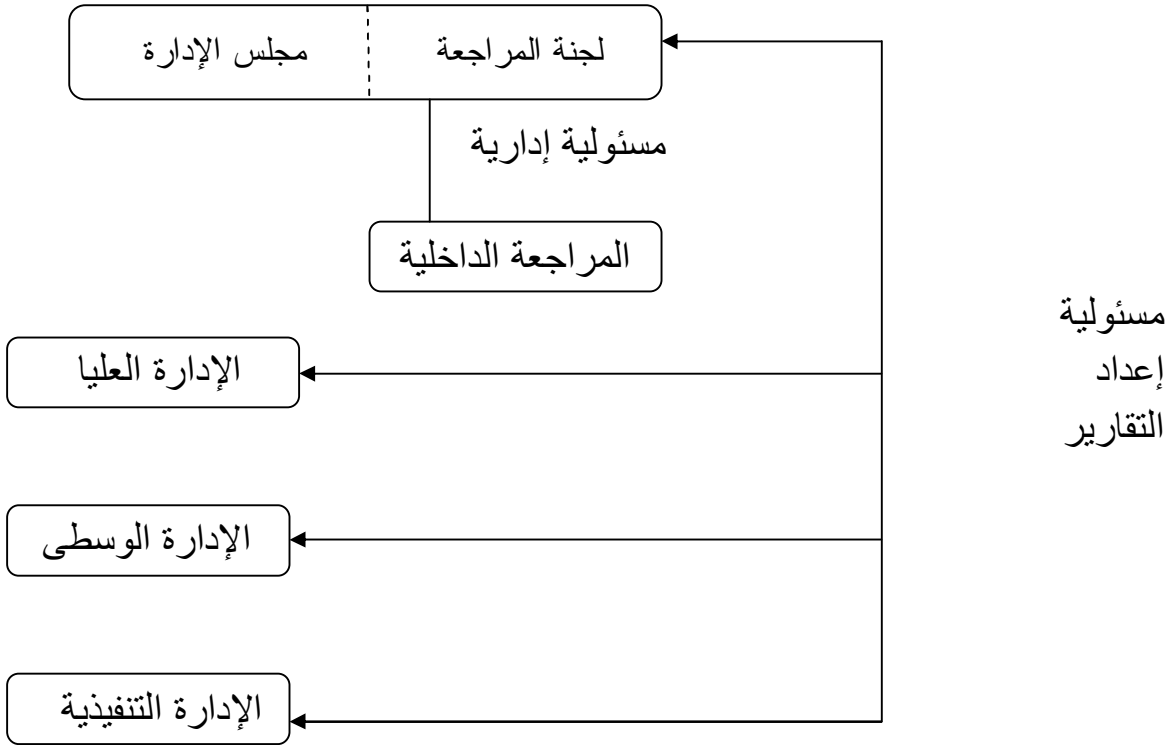 لجنة المراجعة
مجلس الإدارة
مسئولية إدارية
المراجعة الداخلية
مسئولية
إعداد
التقارير
الإدارة العليا
الإدارة الوسطى
الإدارة التنفيذية